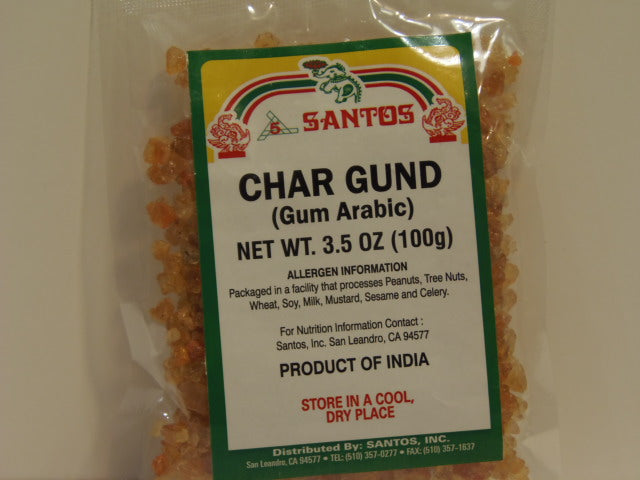 5 SANTOS
CHAR GUND
(Gum Arabic)
NET WT. 3.5 OZ (100g)
ALLERGEN INFORMATION
Packaged in a facility that processes Peanuts, Tree Nuts,
Wheat, Soy, Milk, Mustard, Sesame and Celery.
For Nutrition Information Contact :
Santos, Inc. San Leandro, CA 94577
PRODUCT OF INDIA
STORE IN A COOL,
DRY PLACE
Distributed By: SANTOS, INC.
San Leandro, CA 94577 • TEL: (510) 357-0277 • FAX: (510) 357-1637